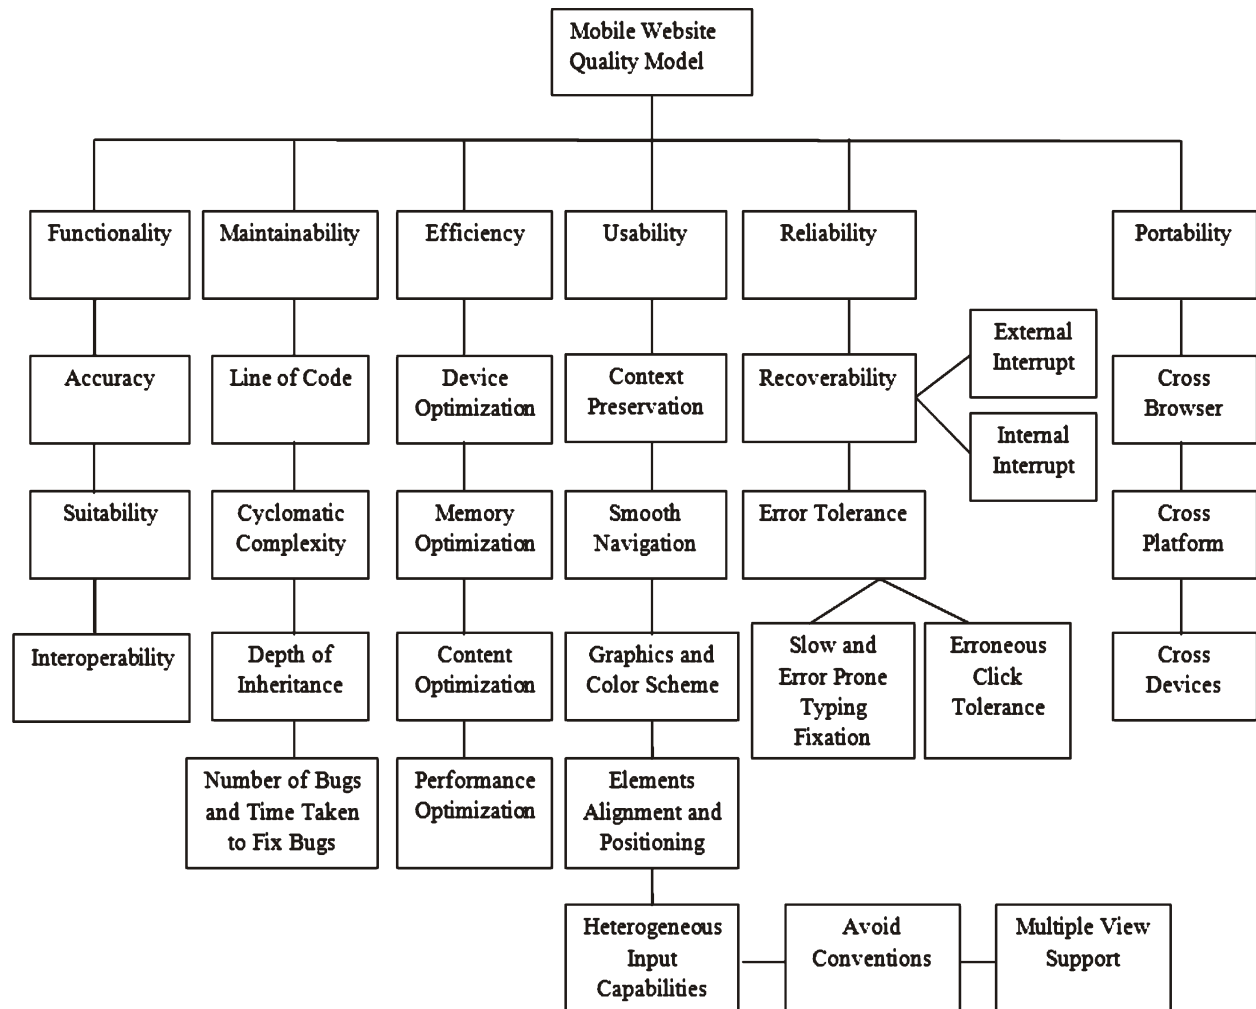 Mobile Website
Quality Model
Functionality
Maintainability
Efficiency
Usability
Reliability
Portability
Accuracy
Line of Code
Device
Optimization
Context
Preservation
Recoverability
External
Interrupt
Internal
Interrupt
Cross
Browser
Suitability
Cyclomatic
Complexity
Memory
Optimization
Smooth
Navigation
Error Tolerance
Cross
Platform
Interoperability
Depth of
Inheritance
Content
Optimization
Graphics and
Color Scheme
Slow and
Error Prone
Typing
Fixation
Erroneous
Click
Tolerance
Cross
Devices
Number of Bugs
and Time Taken
to Fix Bugs
Performance
Optimization
Elements
Alignment and
Positioning
Heterogeneous
Input
Capabilities
Avoid
Conventions
Multiple View
Support